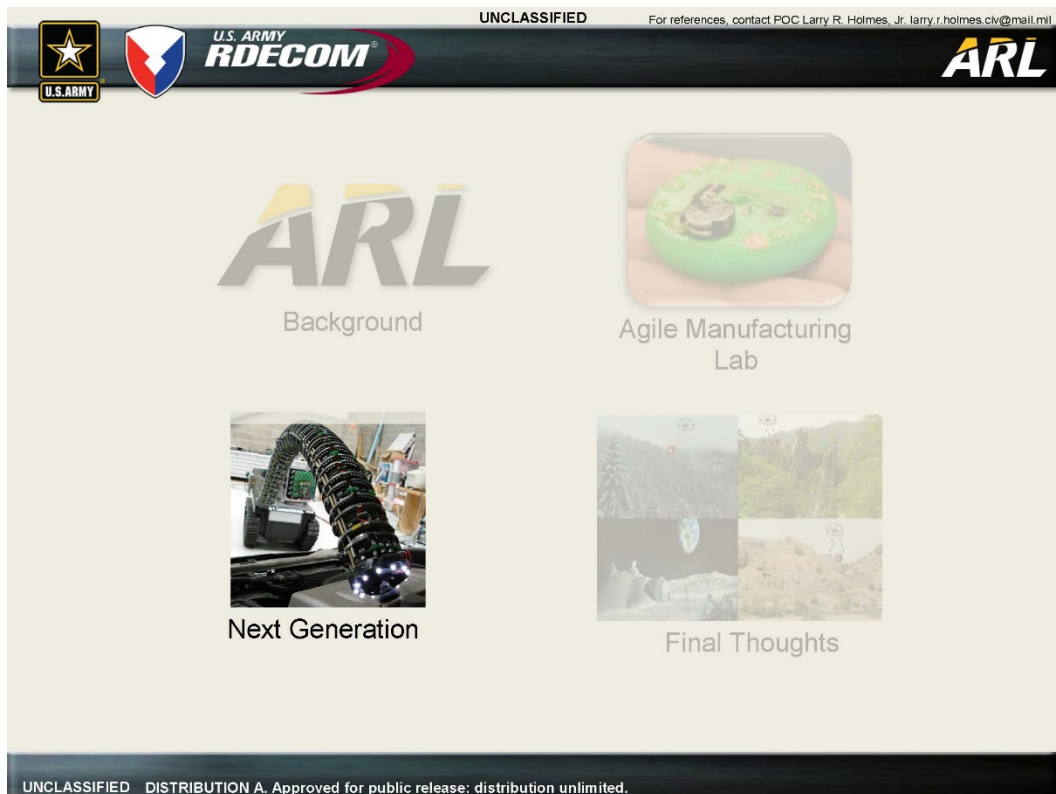 UNCLASSIFIED
For references, contact POC Larry R. Holmes, Jr. larry.r.holmes.civ@mail.mil
U.S. ARMY
RDECOM®
ARL
U.S.ARMY
ARL
Background
Agile Manufacturing
Lab
Next Generation
Final Thoughts
UNCLASSIFIED DISTRIBUTION A. Approved for public release: distribution unlimited.